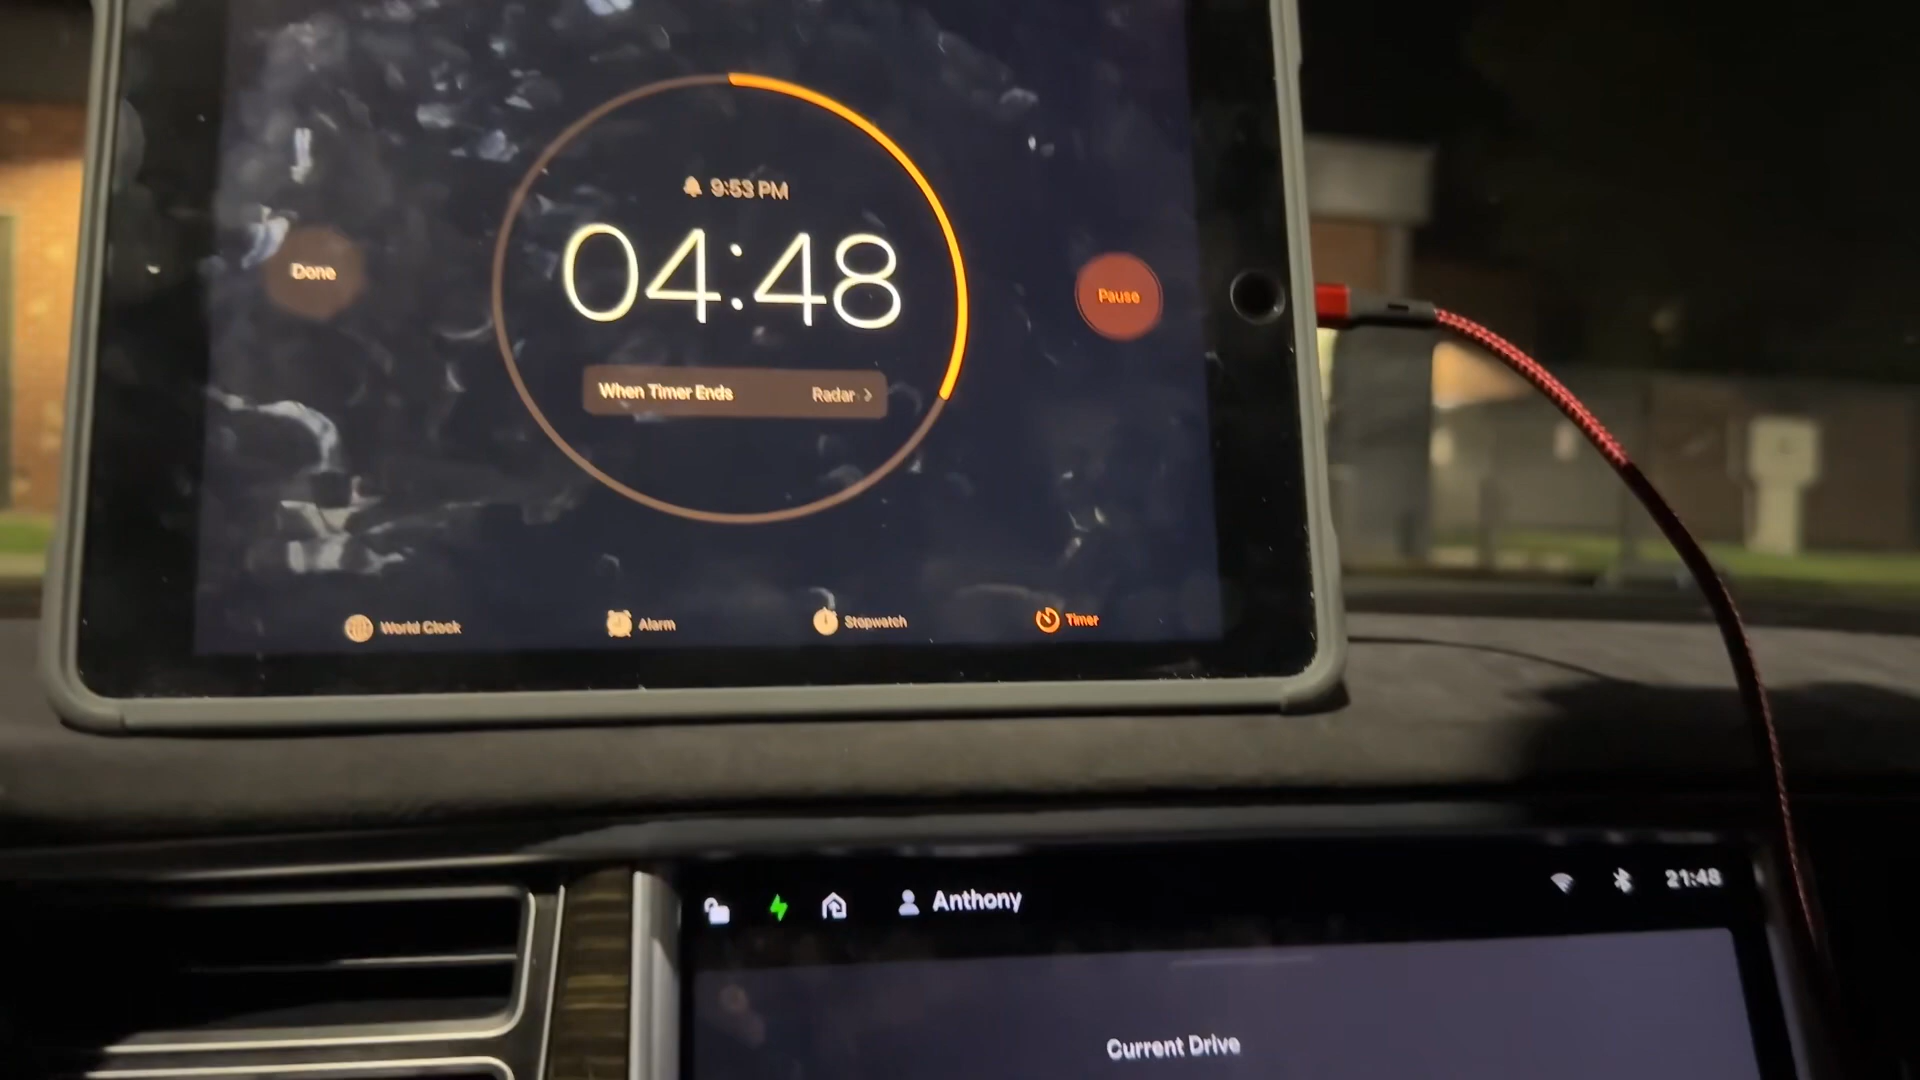 9:53 PM
04:48
Done
Pause
When Timer Ends Radar >
World Clock Alarm Stopwatch Timer
Anthony 21:48
Current Drive